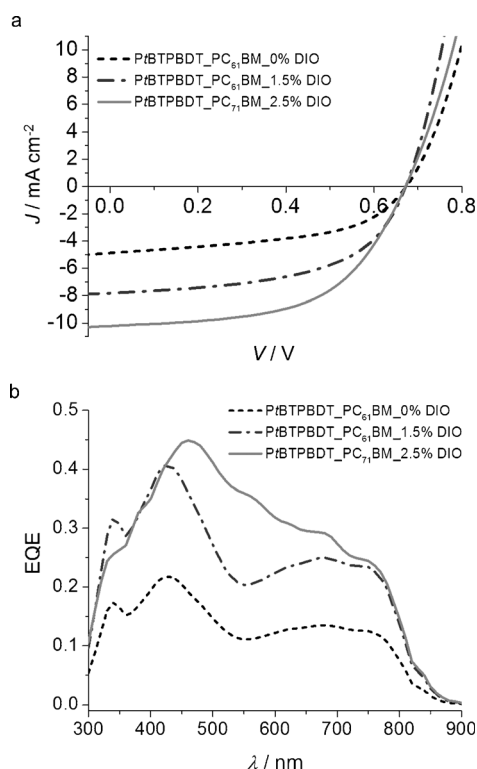 a
10
8
6
4
2
0
-2
-4
-6
-8
-10
J / mA cm⁻²
PtBTPBDT_PC₆₁BM_0% DIO
PtBTPBDT_PC₆₁BM_1.5% DIO
PtBTPBDT_PC₇₁BM_2.5% DIO
0.0 0.2 0.4 0.6 0.8
V / V
b
0.5
0.4
0.3
0.2
0.1
0.0
EQE
PtBTPBDT_PC₆₁BM_0% DIO
PtBTPBDT_PC₆₁BM_1.5% DIO
PtBTPBDT_PC₇₁BM_2.5% DIO
300 400 500 600 700 800 900
λ / nm